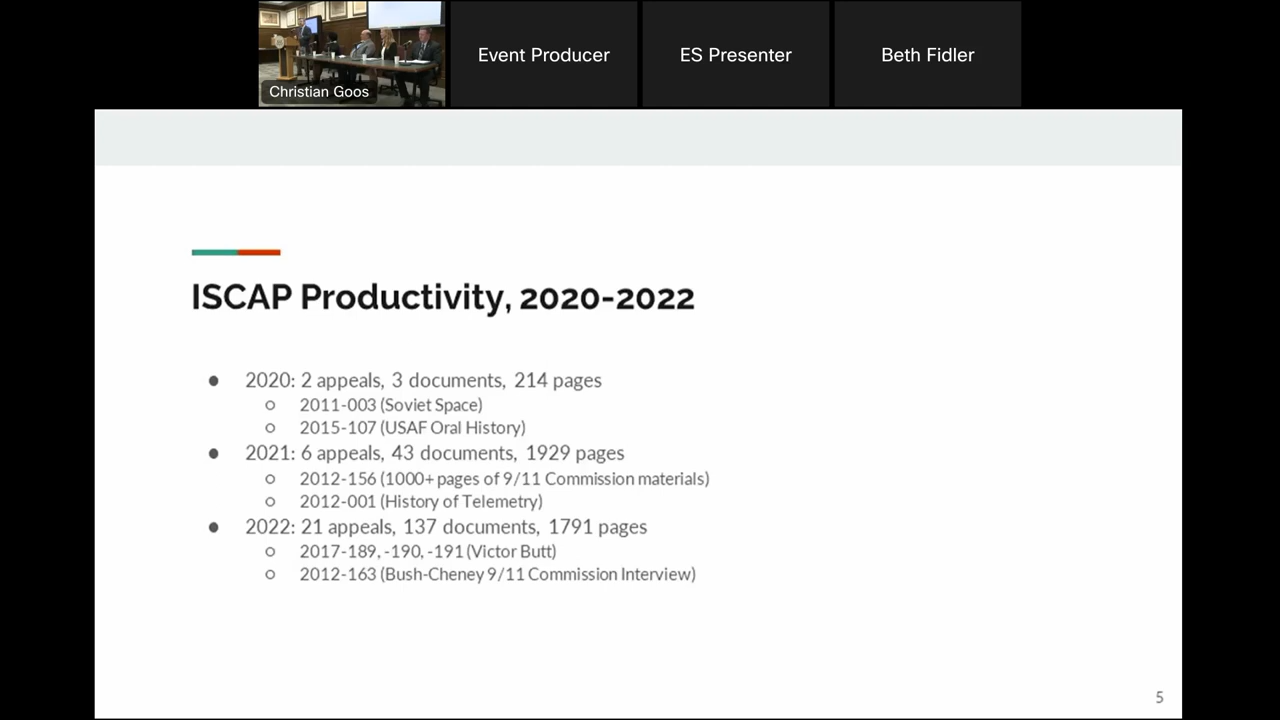 Christian Goos
Event Producer
ES Presenter
Beth Fidler
ISCAP Productivity, 2020-2022
● 2020: 2 appeals, 3 documents, 214 pages
○ 2011-003 (Soviet Space)
○ 2015-107 (USAF Oral History)
● 2021: 6 appeals, 43 documents, 1929 pages
○ 2012-156 (1000+ pages of 9/11 Commission materials)
○ 2012-001 (History of Telemetry)
● 2022: 21 appeals, 137 documents, 1791 pages
○ 2017-189, -190, -191 (Victor Butt)
○ 2012-163 (Bush-Cheney 9/11 Commission Interview)
5